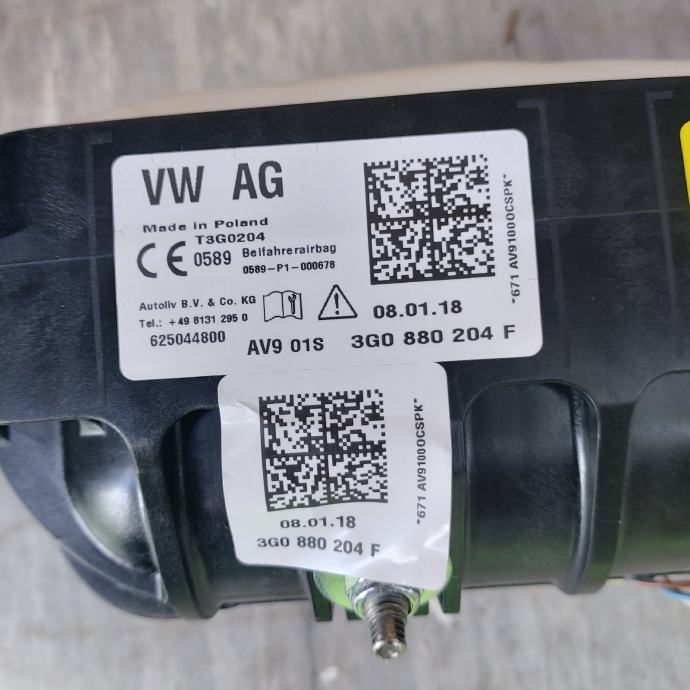 VW AG
Made in Poland
T3G0204
CE 0589 Beifahrerairbag
0589-P1-000678
Autoliv B.V. & Co. KG
Tel.: +49 8131 295 0
625044800
08.01.18
AV9 01S 3G0 880 204 F
*671 AV91000CSPK*
08.01.18
3G0 880 204 F
*671 AV91000CSPK*